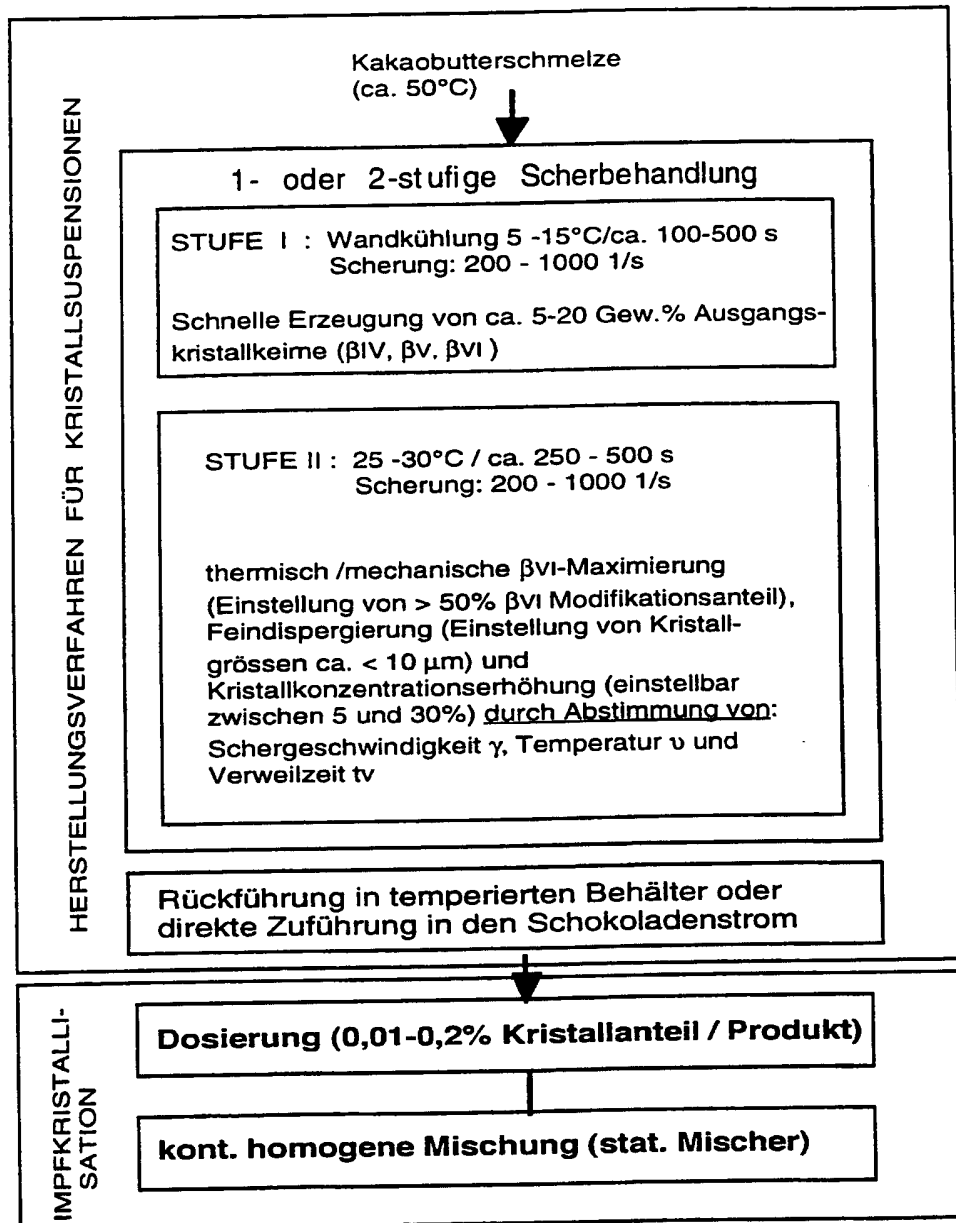 HERSTELLUNGSVERFAHREN FÜR KRISTALLSUSPENSIONEN
Kakaobutterschmelze
(ca. 50°C)
1- oder 2-stufige Scherbehandlung
STUFE I : Wandkühlung 5 -15°C/ca. 100-500 s
Scherung: 200 - 1000 1/s
Schnelle Erzeugung von ca. 5-20 Gew.% Ausgangs-
kristallkeime (βIV, βV, βVI )
STUFE II : 25 -30°C / ca. 250 - 500 s
Scherung: 200 - 1000 1/s
thermisch /mechanische βVI-Maximierung
(Einstellung von > 50% βVI Modifikationsanteil),
Feindispergierung (Einstellung von Kristall-
grössen ca. < 10 µm) und
Kristallkonzentrationserhöhung (einstellbar
zwischen 5 und 30%) durch Abstimmung von:
Schergeschwindigkeit γ, Temperatur υ und
Verweilzeit tv
Rückführung in temperierten Behälter oder
direkte Zuführung in den Schokoladenstrom
IMPFKRISTALLI-
SATION
Dosierung (0,01-0,2% Kristallanteil / Produkt)
kont. homogene Mischung (stat. Mischer)